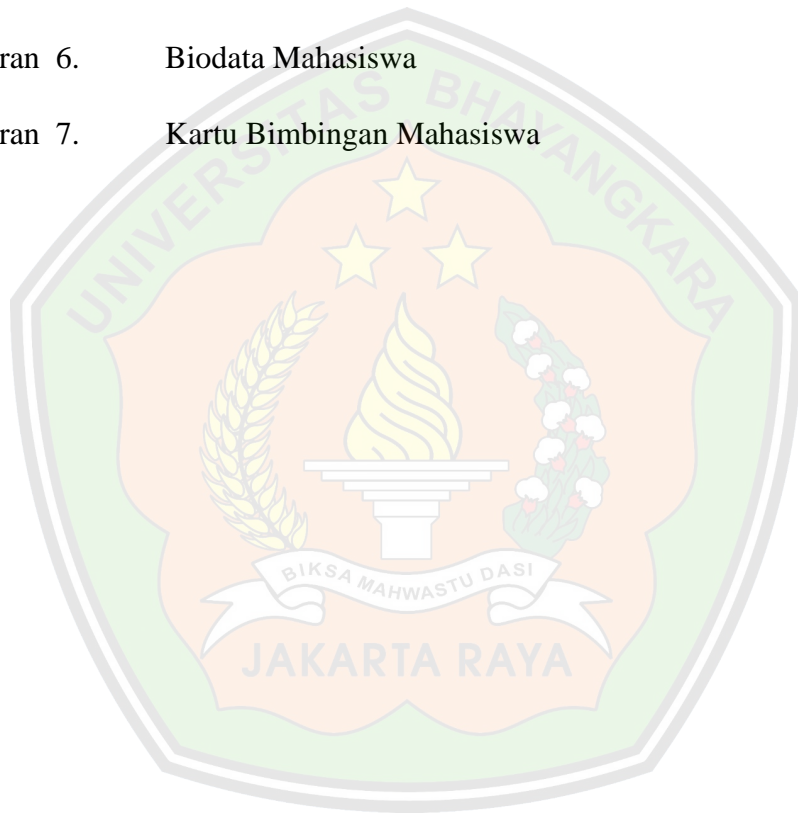 ran 6. Biodata Mahasiswa
ran 7. Kartu Bimbingan Mahasiswa
UNIVERSITAS BHAYANGKARA
BIKSA MAHWASTU DASI
JAKARTA RAYA